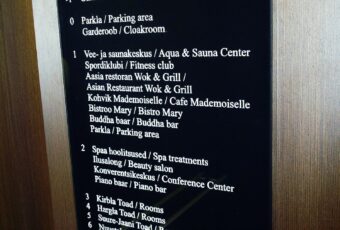 0 Parkla / Parking area
Garderoob / Cloakroom
1 Vee- ja saunakeskus / Aqua & Sauna Center
Spordiklubi / Fitness club
Aasia restoran Wok & Grill /
Asian Restaurant Wok & Grill
Kohvik Mademoiselle / Cafe Mademoiselle
Bistroo Mary / Bistro Mary
Buddha baar / Buddha bar
Parkla / Parking area
2 Spaa hoolitsused / Spa treatments
Ilusalong / Beauty salon
Konverentsikeskus / Conference Center
Piano baar / Piano bar
3 Kirbla Toad / Rooms
4 Hargla Toad / Rooms
5 Suure-Jaani Toad /
6